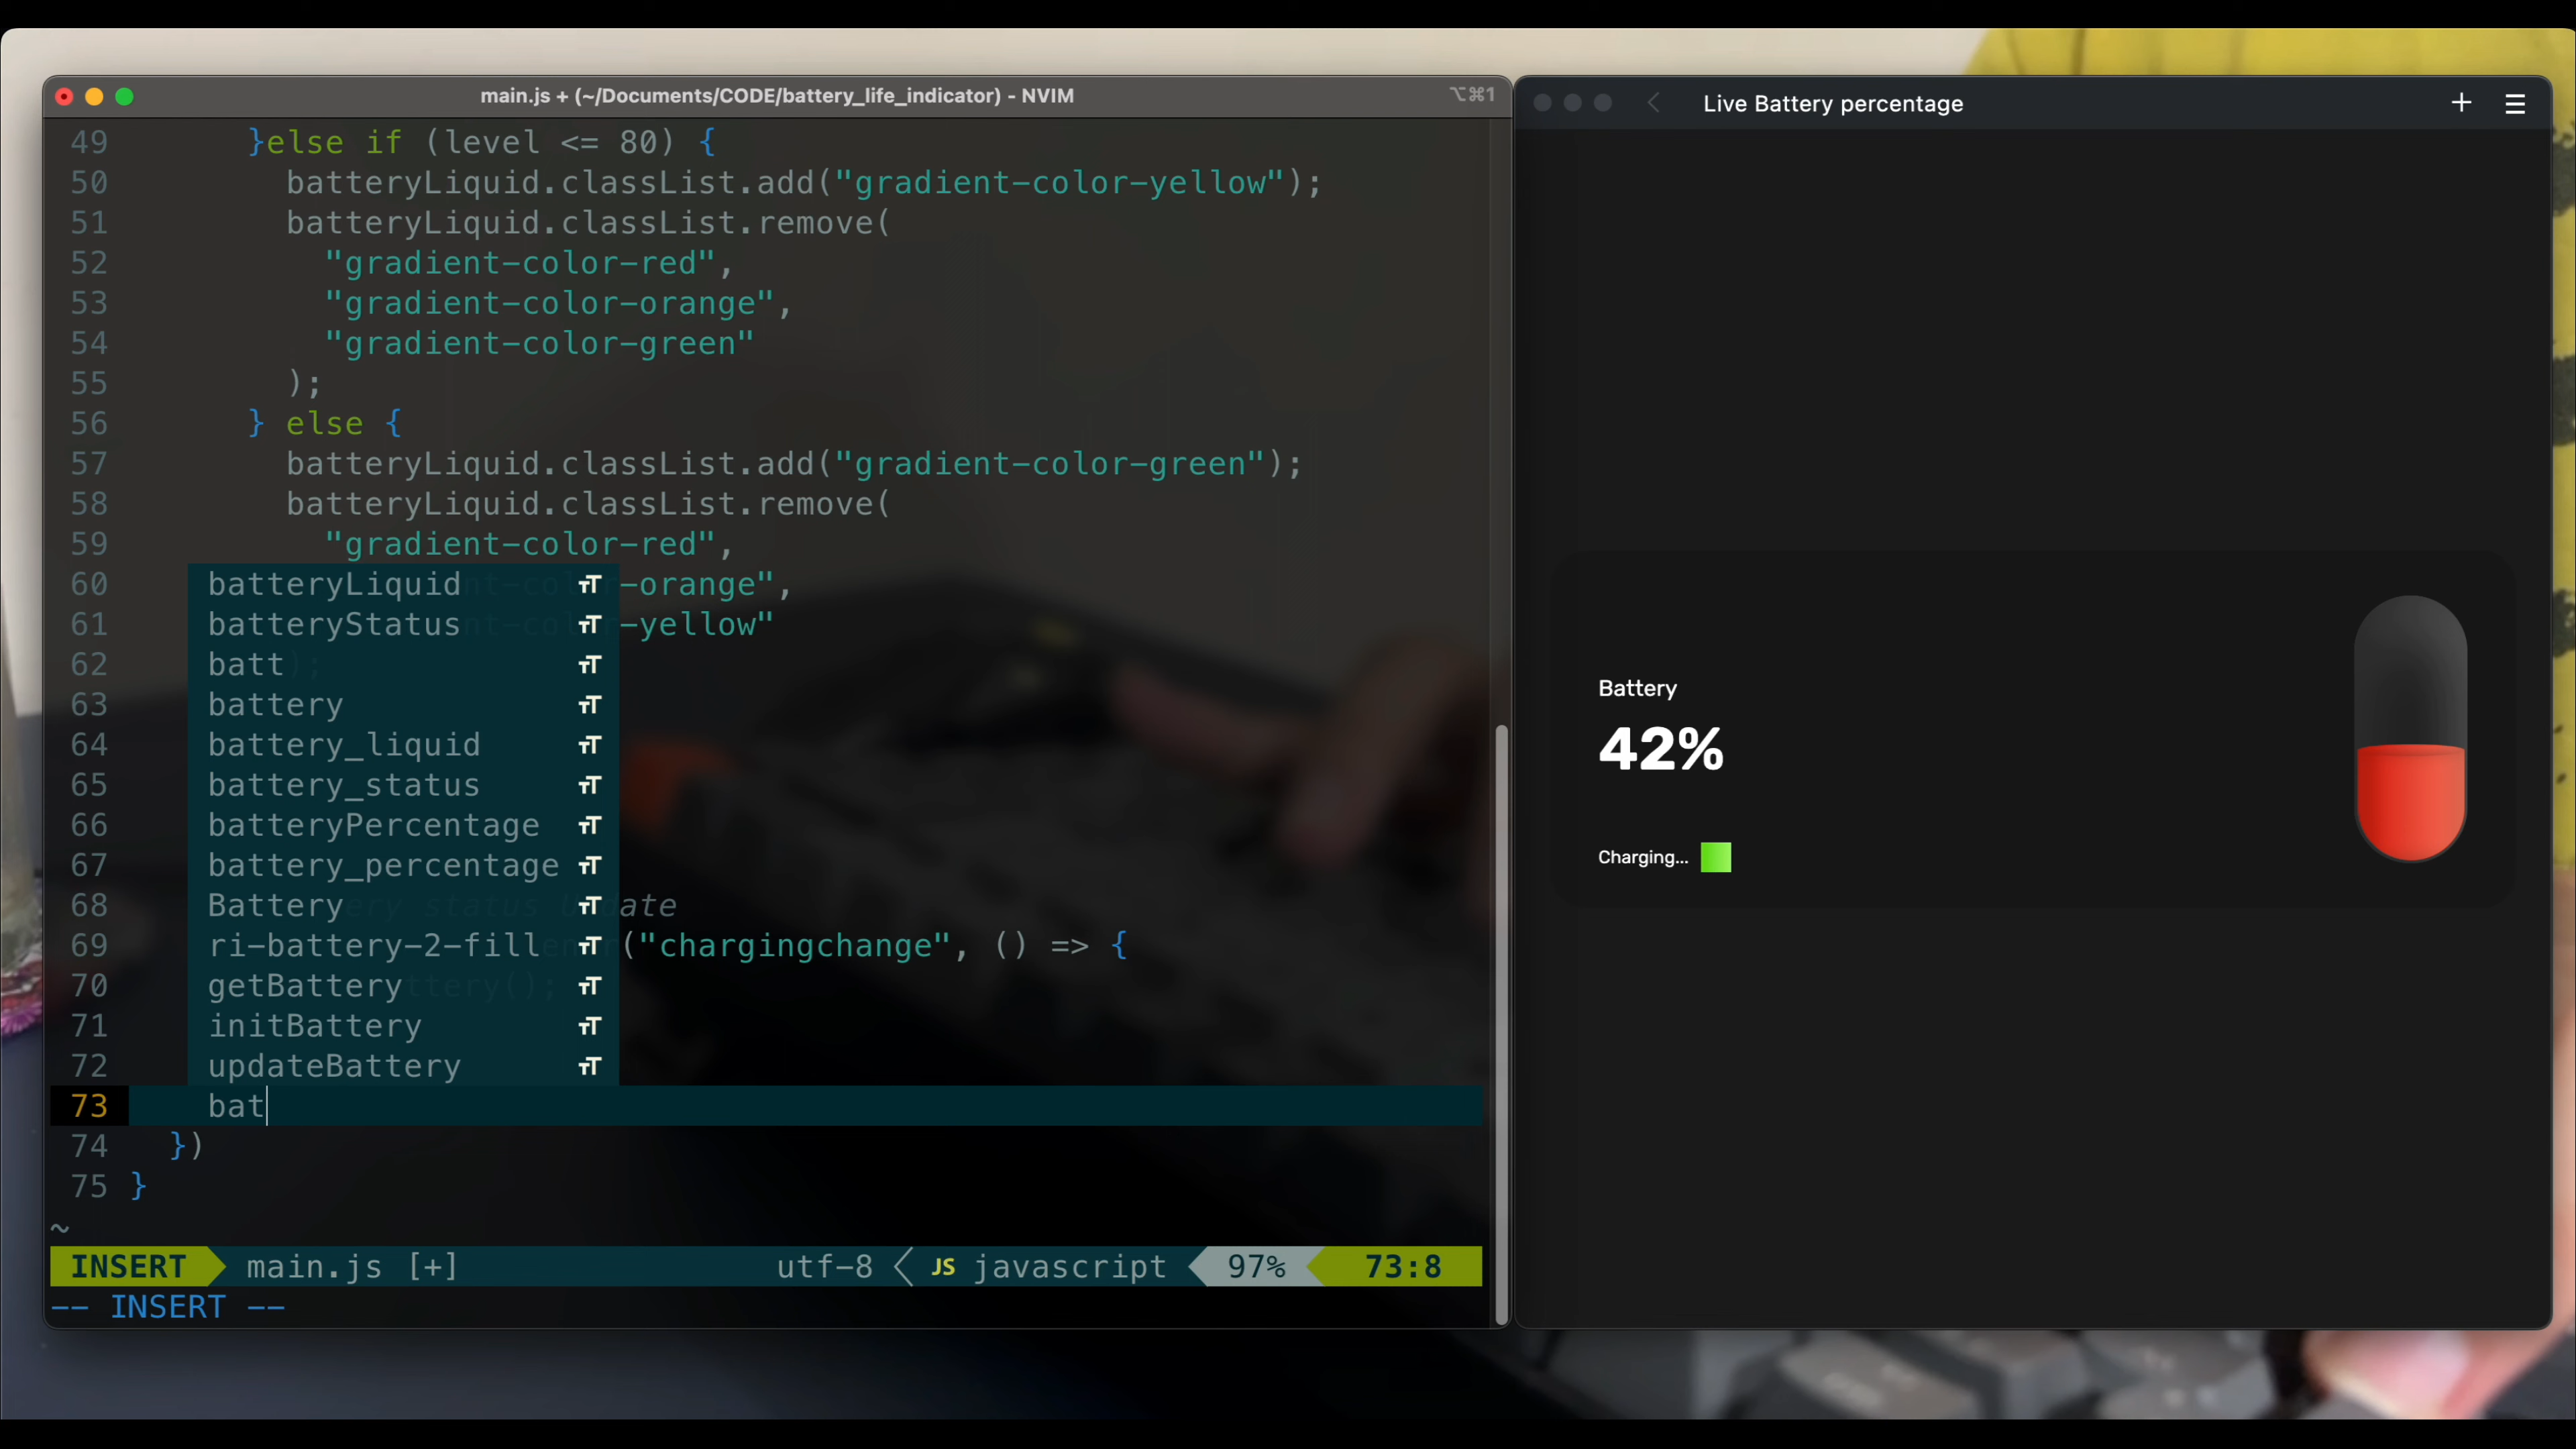 main.js + (~/Documents/CODE/battery_life_indicator) - NVIM
⌥⌘1
49 }else if (level <= 80) {
50 batteryLiquid.classList.add("gradient-color-yellow");
51 batteryLiquid.classList.remove(
52 "gradient-color-red",
53 "gradient-color-orange",
54 "gradient-color-green"
55 );
56 } else {
57 batteryLiquid.classList.add("gradient-color-green");
58 batteryLiquid.classList.remove(
59 "gradient-color-red",
60 batteryLiquid -orange",
61 batteryStatus -yellow"
62 batt
63 battery
64 battery_liquid
65 battery_status
66 batteryPercentage
67 battery_percentage
68 Battery date
69 ri-battery-2-fill ("chargingchange", () => {
70 getBattery
71 initBattery
72 updateBattery
73 bat
74 })
75 }
~
INSERT main.js [+] utf-8 JS javascript 97% 73:8
-- INSERT --
Live Battery percentage
Battery
42%
Charging...